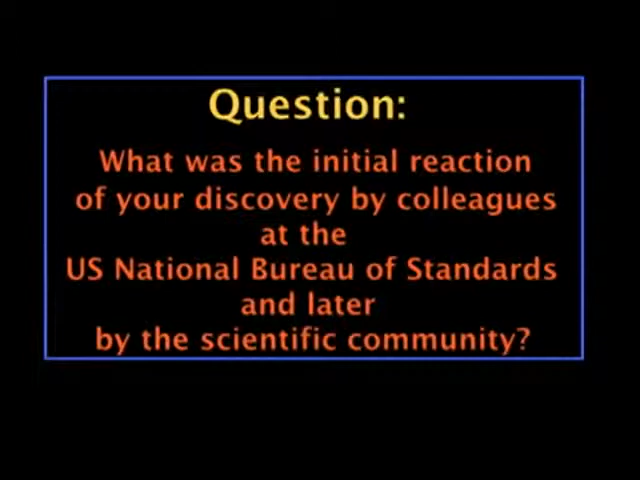 Question:
What was the initial reaction
of your discovery by colleagues
at the
US National Bureau of Standards
and later
by the scientific community?